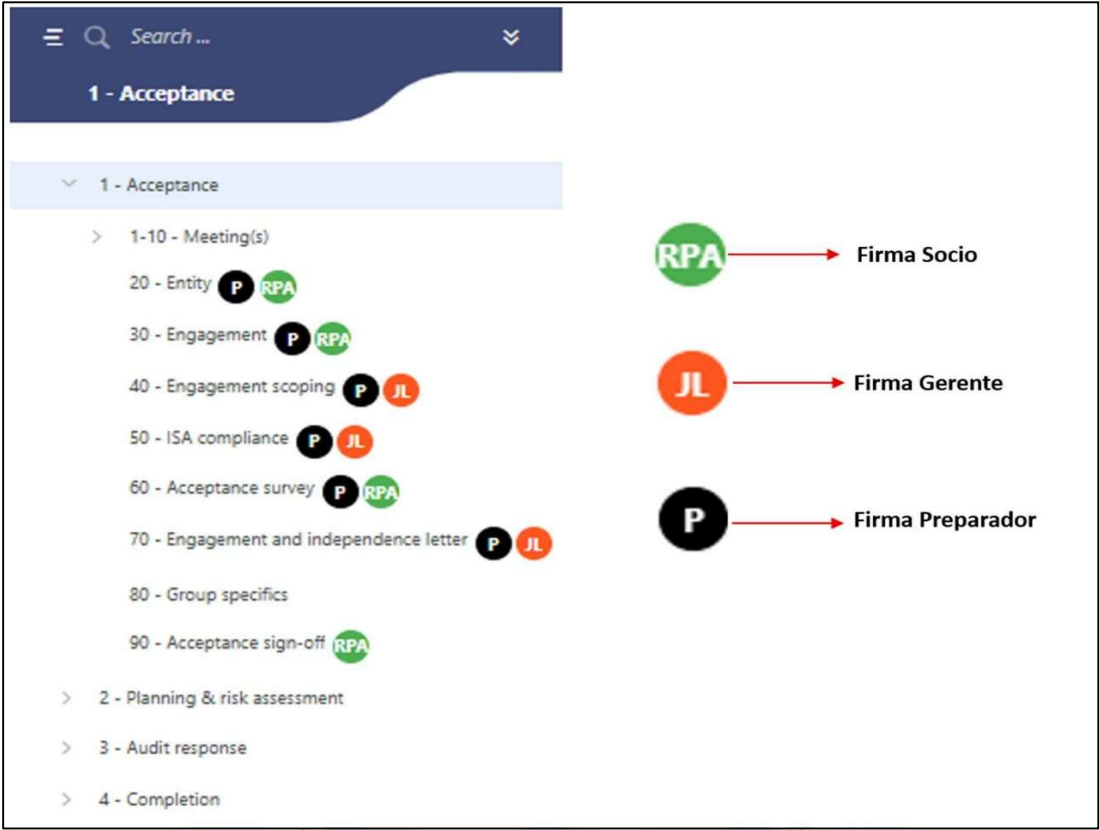 Search ...
1 - Acceptance
1 - Acceptance
1-10 - Meeting(s)
20 - Entity P RPA
30 - Engagement P RPA
40 - Engagement scoping P JL
50 - ISA compliance P JL
60 - Acceptance survey P RPA
70 - Engagement and independence letter P JL
80 - Group specifics
90 - Acceptance sign-off RPA
2 - Planning & risk assessment
3 - Audit response
4 - Completion
RPA Firma Socio
JL Firma Gerente
P Firma Preparador